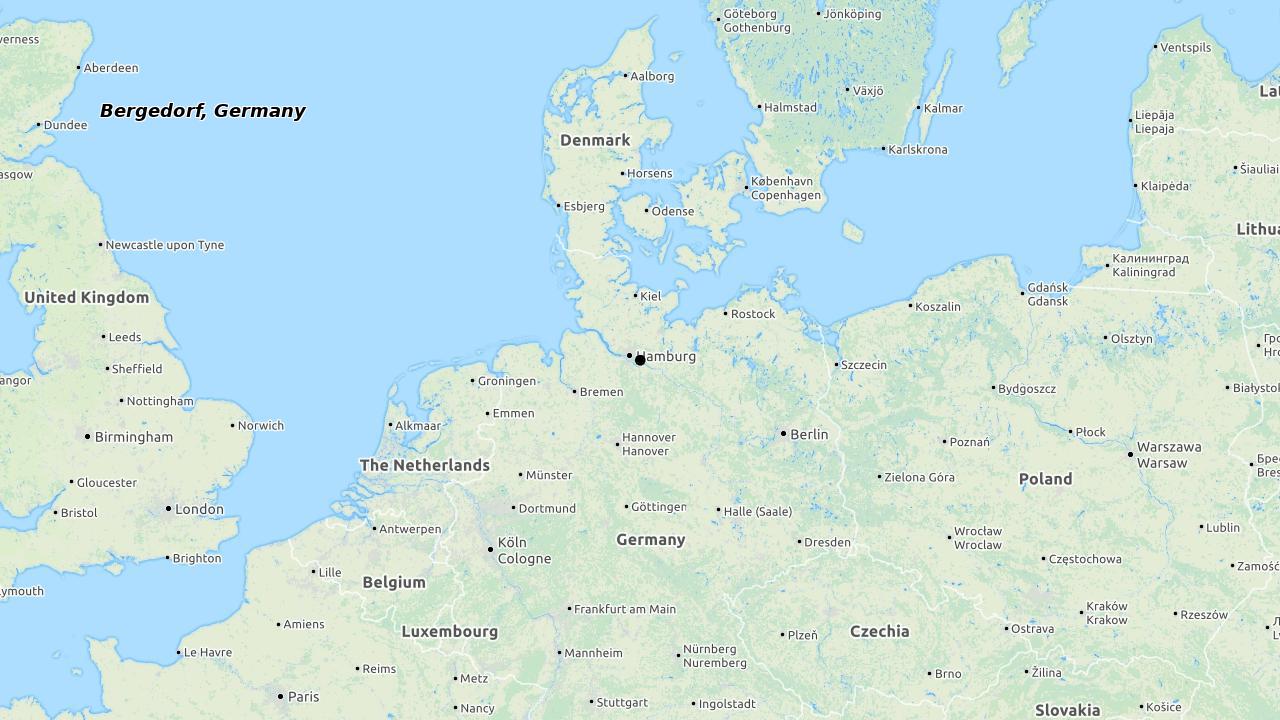 Göteborg
Gothenburg
Jönköping
verness
Ventspils
Aberdeen
Aalborg
Växjö
Lat
Bergedorf, Germany
Halmstad
Kalmar
Liepāja
Liepaja
Dundee
Denmark
Karlskrona
asgow
Horsens
København
Copenhagen
Šiauliai
Klaipėda
Esbjerg
Odense
Lithua
Newcastle upon Tyne
Калининград
Kaliningrad
United Kingdom
Kiel
Gdańsk
Gdansk
Rostock
Koszalin
Leeds
Olsztyn
Гро
Hro
Hamburg
Sheffield
Szczecin
angor
Groningen
Bremen
Bydgoszcz
Białystok
Nottingham
Emmen
Norwich
Alkmaar
Birmingham
Hannover
Hanover
Berlin
Płock
Poznań
Warszawa
Warsaw
The Netherlands
Брес
Bres
Gloucester
Münster
Zielona Góra
Poland
London
Bristol
Dortmund
Göttingen
Halle (Saale)
Antwerpen
Lublin
Köln
Cologne
Germany
Dresden
Wrocław
Wroclaw
Brighton
Lille
Częstochowa
Zamość
Belgium
lymouth
Frankfurt am Main
Kraków
Krakow
Rzeszów
Amiens
Luxembourg
Plzeň
Czechia
Ostrava
Л
L
Le Havre
Mannheim
Nürnberg
Nuremberg
Reims
Metz
Brno
Žilina
Paris
Nancy
Stuttgart
Ingolstadt
Slovakia
Košice